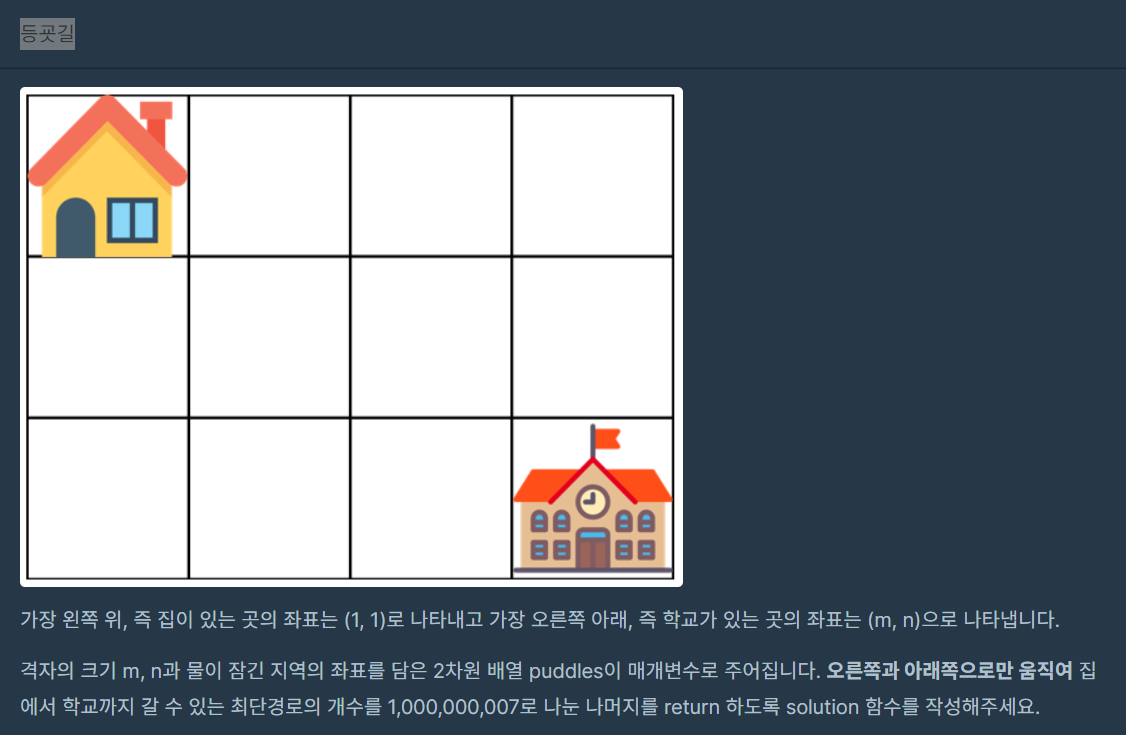 등굣길
가장 왼쪽 위, 즉 집이 있는 곳의 좌표는 (1, 1)로 나타내고 가장 오른쪽 아래, 즉 학교가 있는 곳의 좌표는 (m, n)으로 나타냅니다.
격자의 크기 m, n과 물이 잠긴 지역의 좌표를 담은 2차원 배열 puddles이 매개변수로 주어집니다. 오른쪽과 아래쪽으로만 움직여 집
에서 학교까지 갈 수 있는 최단경로의 개수를 1,000,000,007로 나눈 나머지를 return 하도록 solution 함수를 작성해주세요.